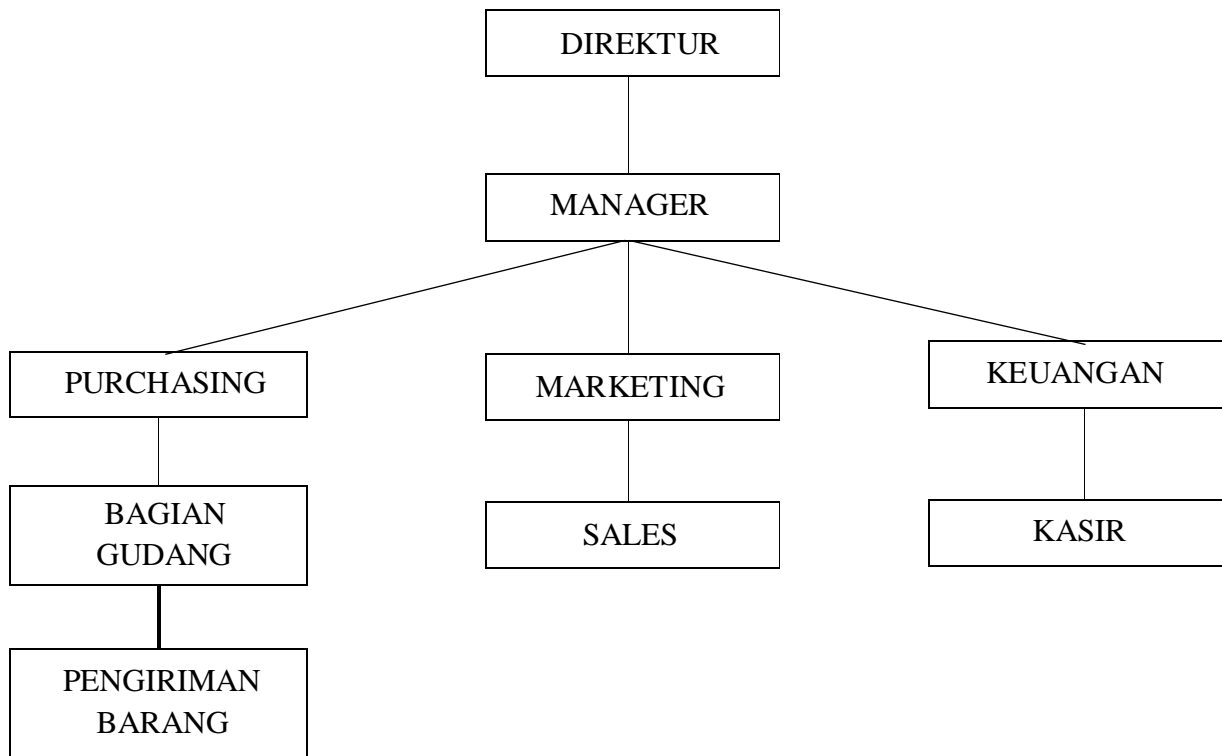 DIREKTUR
MANAGER
PURCHASING
MARKETING
KEUANGAN
BAGIAN
GUDANG
SALES
KASIR
PENGIRIMAN
BARANG